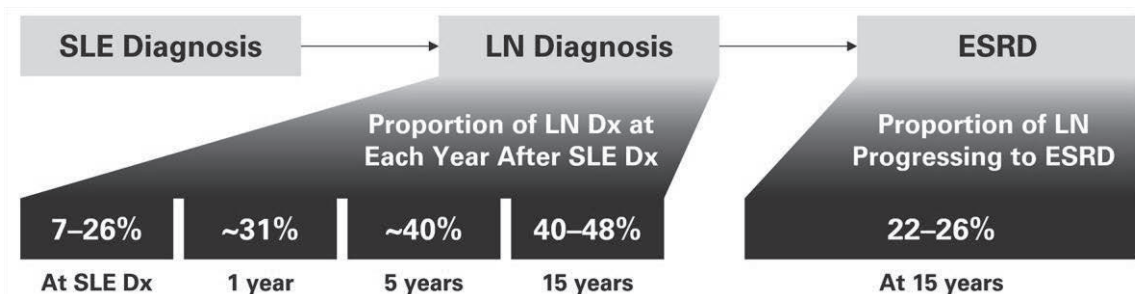 SLE Diagnosis
LN Diagnosis
ESRD
Proportion of LN Dx at
Each Year After SLE Dx
Proportion of LN
Progressing to ESRD
7–26%
~31%
~40%
40–48%
22–26%
At SLE Dx
1 year
5 years
15 years
At 15 years